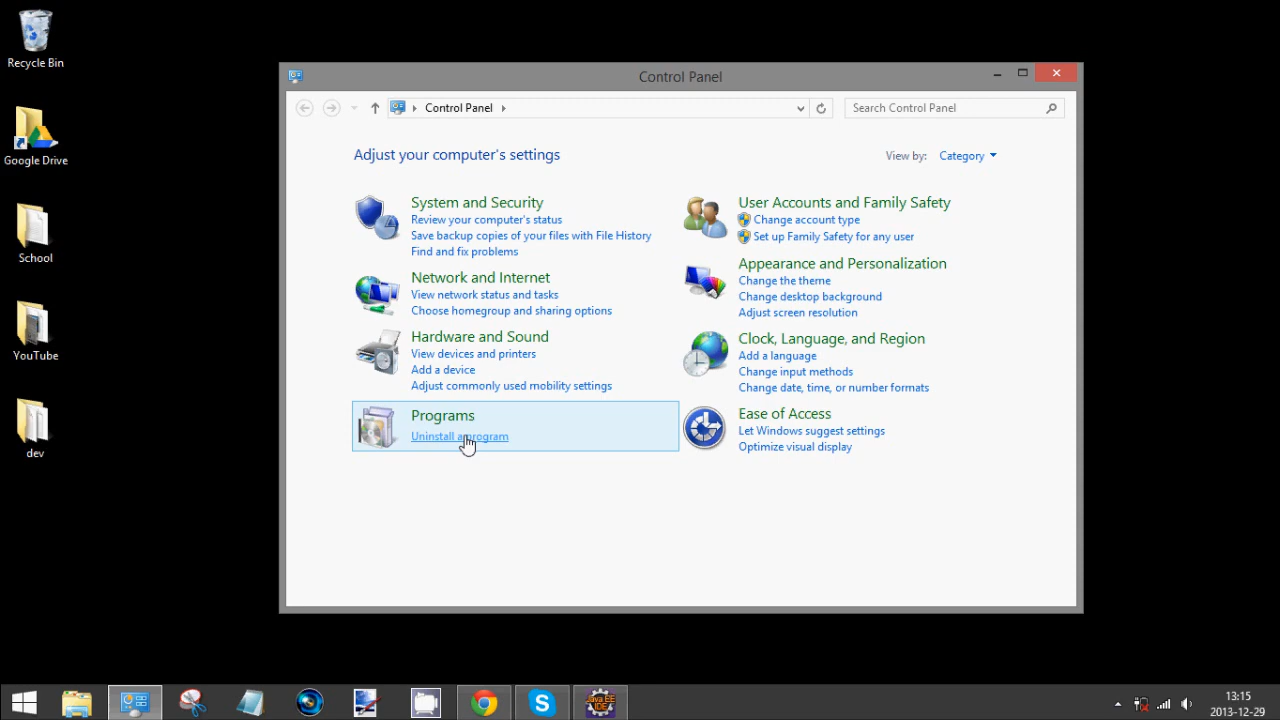 Recycle Bin
Google Drive
School
YouTube
dev
Control Panel
Control Panel
Search Control Panel
Adjust your computer's settings
View by: Category
System and Security
Review your computer's status
Save backup copies of your files with File History
Find and fix problems
Network and Internet
View network status and tasks
Choose homegroup and sharing options
Hardware and Sound
View devices and printers
Add a device
Adjust commonly used mobility settings
Programs
Uninstall a program
User Accounts and Family Safety
Change account type
Set up Family Safety for any user
Appearance and Personalization
Change the theme
Change desktop background
Adjust screen resolution
Clock, Language, and Region
Add a language
Change input methods
Change date, time, or number formats
Ease of Access
Let Windows suggest settings
Optimize visual display
Java EE
IDE
13:15
2013-12-29